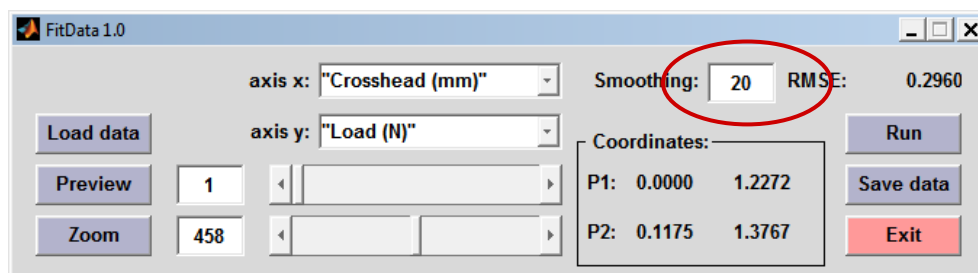 FitData 1.0
axis x: "Crosshead (mm)" Smoothing: 20 RMSE: 0.2960
Load data axis y: "Load (N)" Run
Coordinates:
Preview 1 P1: 0.0000 1.2272 Save data
Zoom 458 P2: 0.1175 1.3767 Exit